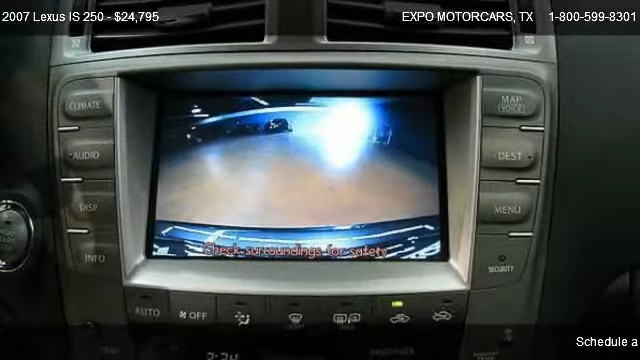 2007 Lexus IS 250 - $24,795 EXPO MOTORCARS, TX 1-800-599-8301
CLIMATE MAP
VOICE
AUDIO DEST
DISP MENU
INFO SECURITY
Check surroundings for safety
AUTO OFF
Schedule a